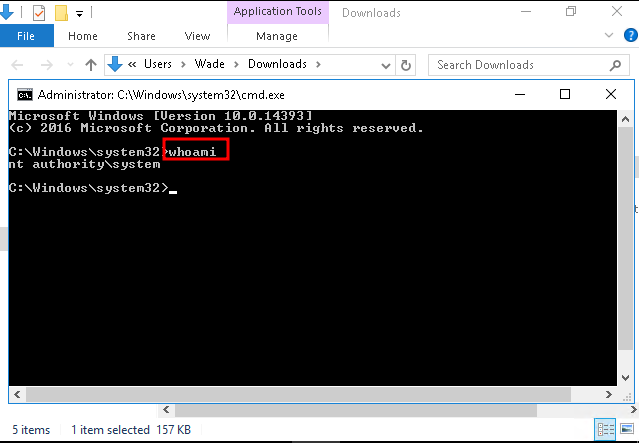 Application Tools
Downloads
File
Home
Share
View
Manage
« Users › Wade › Downloads ›
Search Downloads
Administrator: C:\Windows\system32\cmd.exe
Microsoft Windows [Version 10.0.14393]
(c) 2016 Microsoft Corporation. All rights reserved.
C:\Windows\system32>whoami
nt authority\system
C:\Windows\system32>_
5 items
1 item selected 157 KB